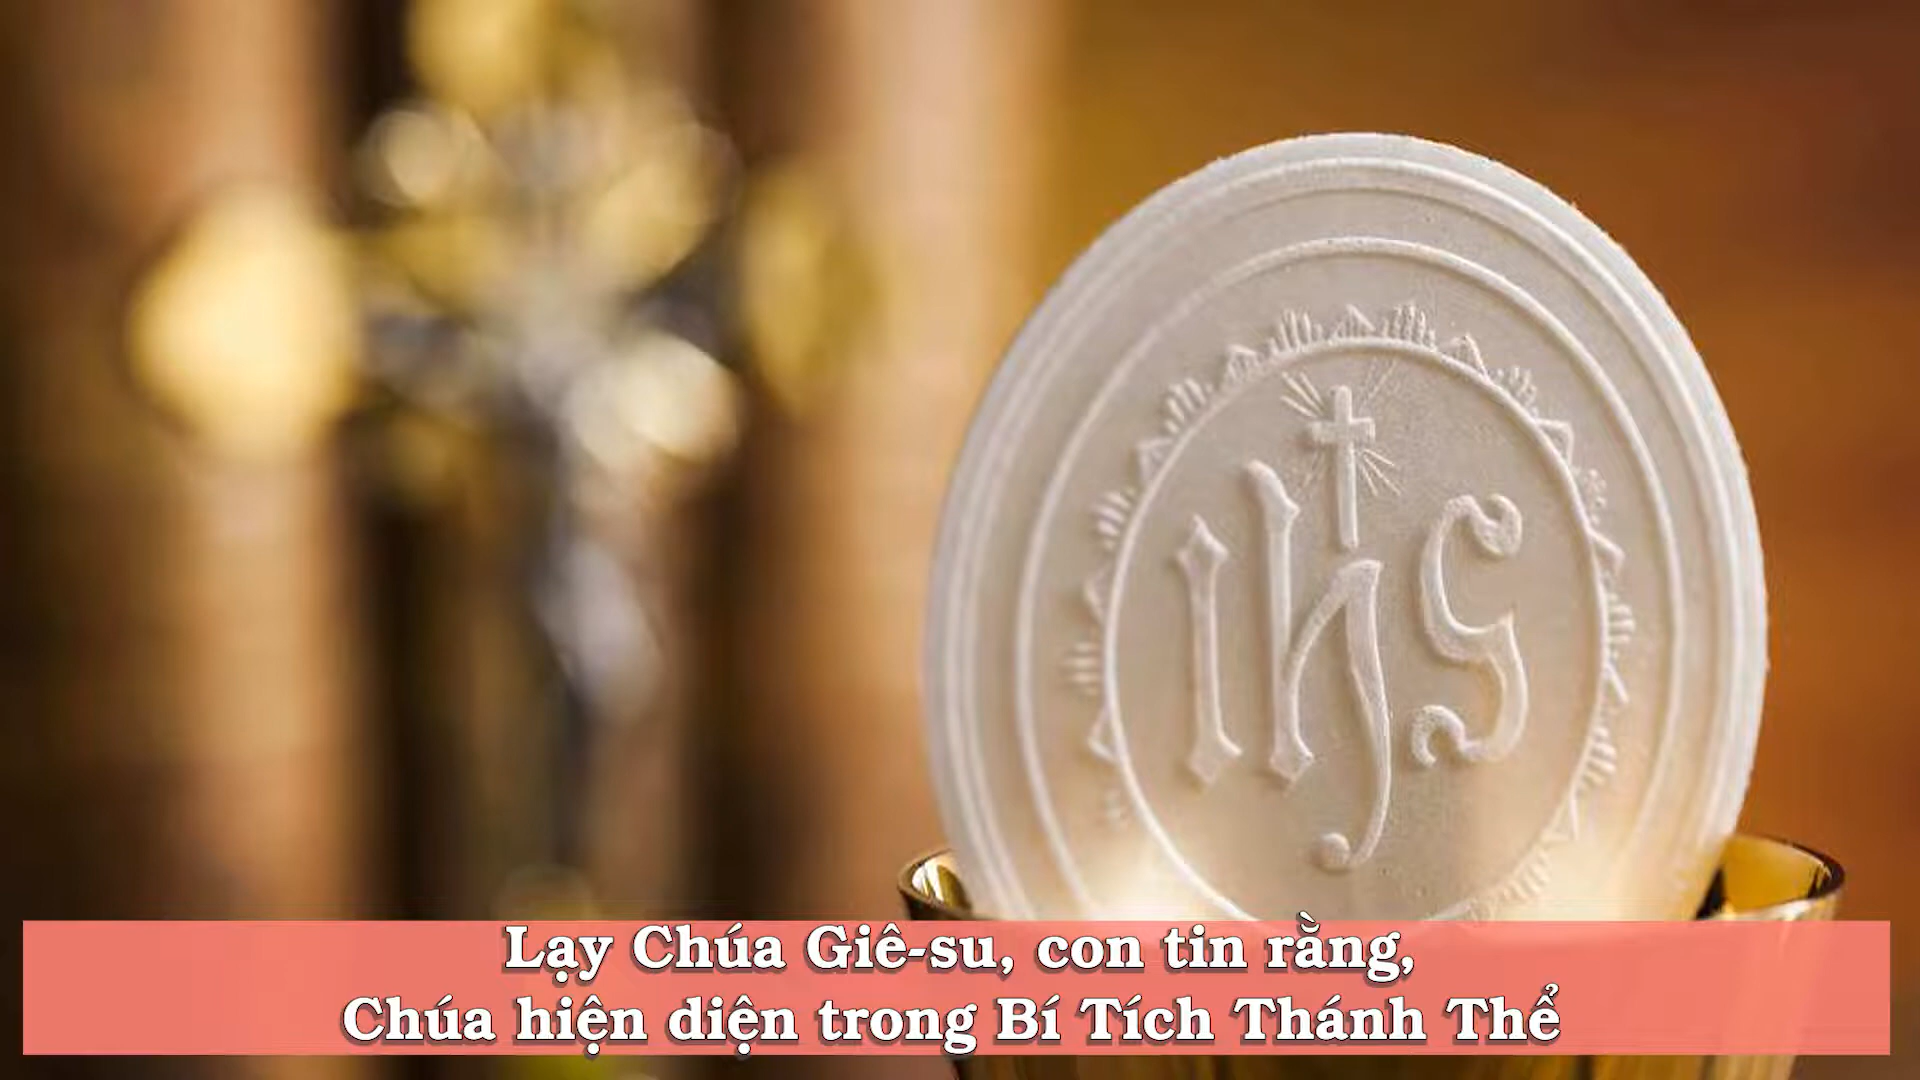 IHS
Lạy Chúa Giê-su, con tin rằng,
Chúa hiện diện trong Bí Tích Thánh Thể